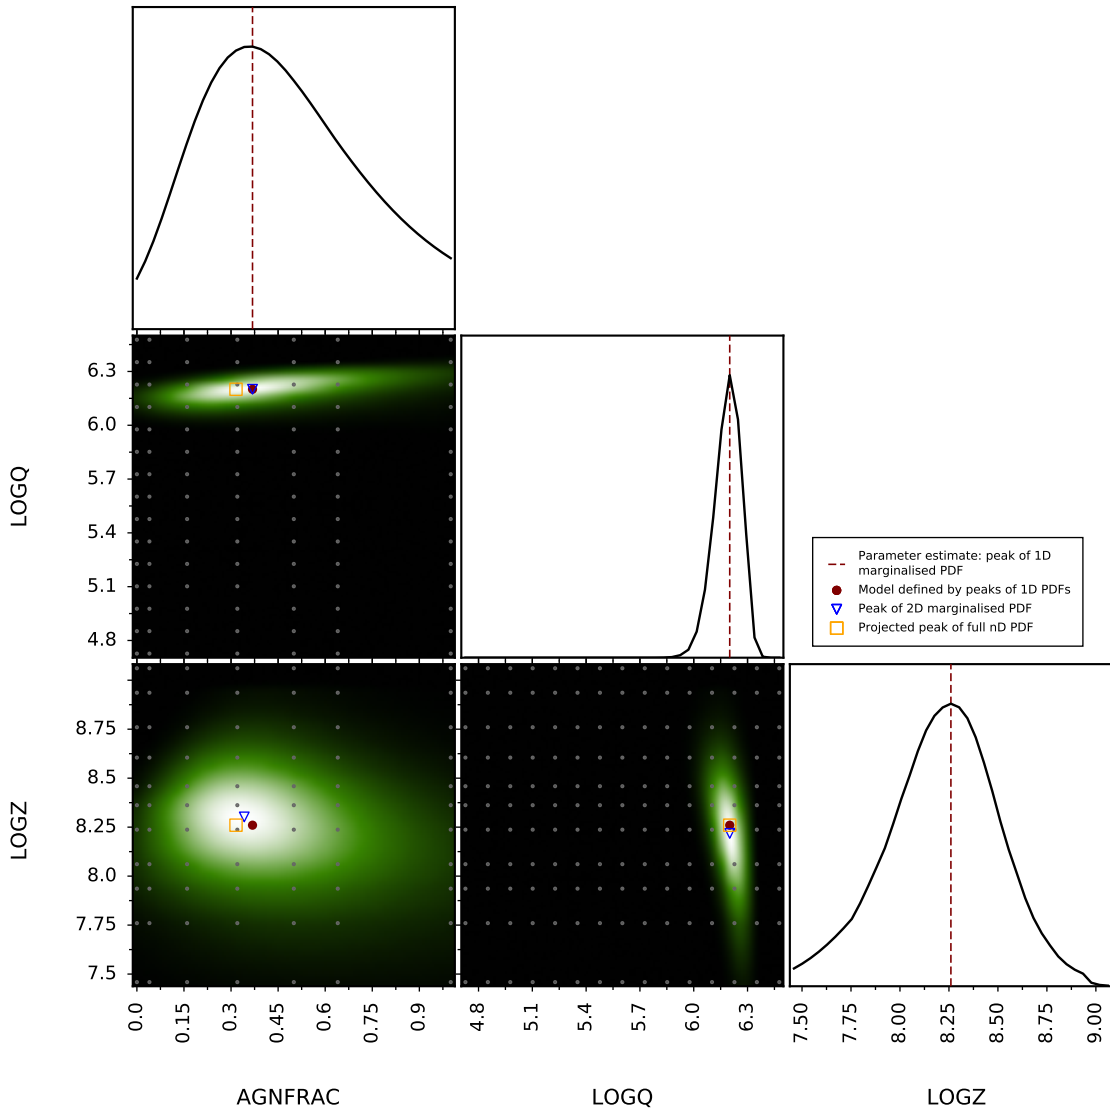 6.3
6.0
5.7
5.4
5.1
4.8
LOGQ
Parameter estimate: peak of 1D
marginalised PDF
Model defined by peaks of 1D PDFs
Peak of 2D marginalised PDF
Projected peak of full nD PDF
8.75
8.5
8.25
8.0
7.75
7.5
LOGZ
0.0 0.15 0.3 0.45 0.6 0.75 0.9
4.8 5.1 5.4 5.7 6.0 6.3
7.50 7.75 8.00 8.25 8.50 8.75 9.00
AGNFRAC
LOGQ
LOGZ